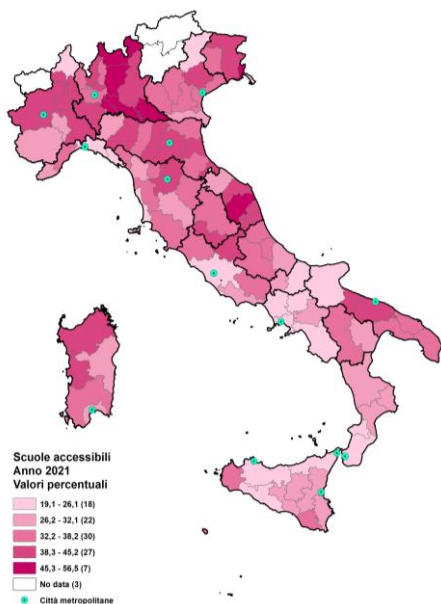 Scuole accessibili
Anno 2021
Valori percentuali
19,1 - 26,1 (18)
26,2 - 32,1 (22)
32,2 - 38,2 (30)
38,3 - 45,2 (27)
45,3 - 56,5 (7)
No data (3)
Città metropolitane